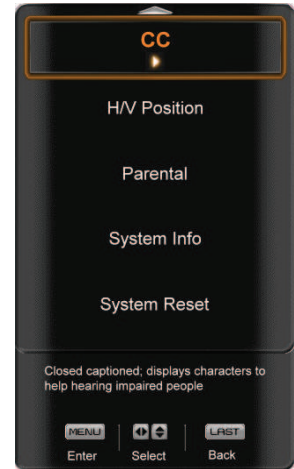 CC
H/V Position
Parental
System Info
System Reset
Closed captioned; displays characters to
help hearing impaired people
MENU LAST
Enter Select Back